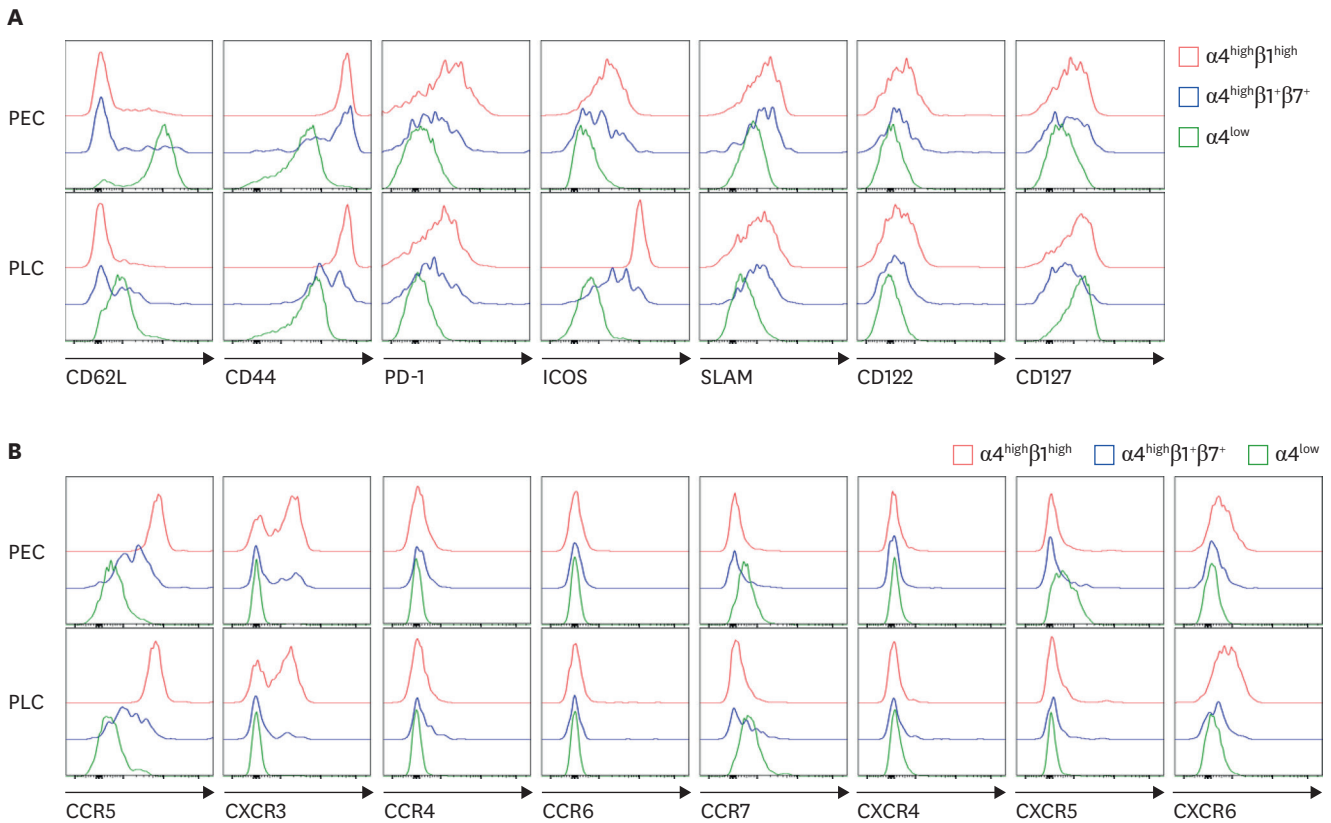 A
α4highβ1high
α4highβ1+β7+
α4low
PEC
PLC
CD62L CD44 PD-1 ICOS SLAM CD122 CD127
B
α4highβ1high α4highβ1+β7+ α4low
PEC
PLC
CCR5 CXCR3 CCR4 CCR6 CCR7 CXCR4 CXCR5 CXCR6